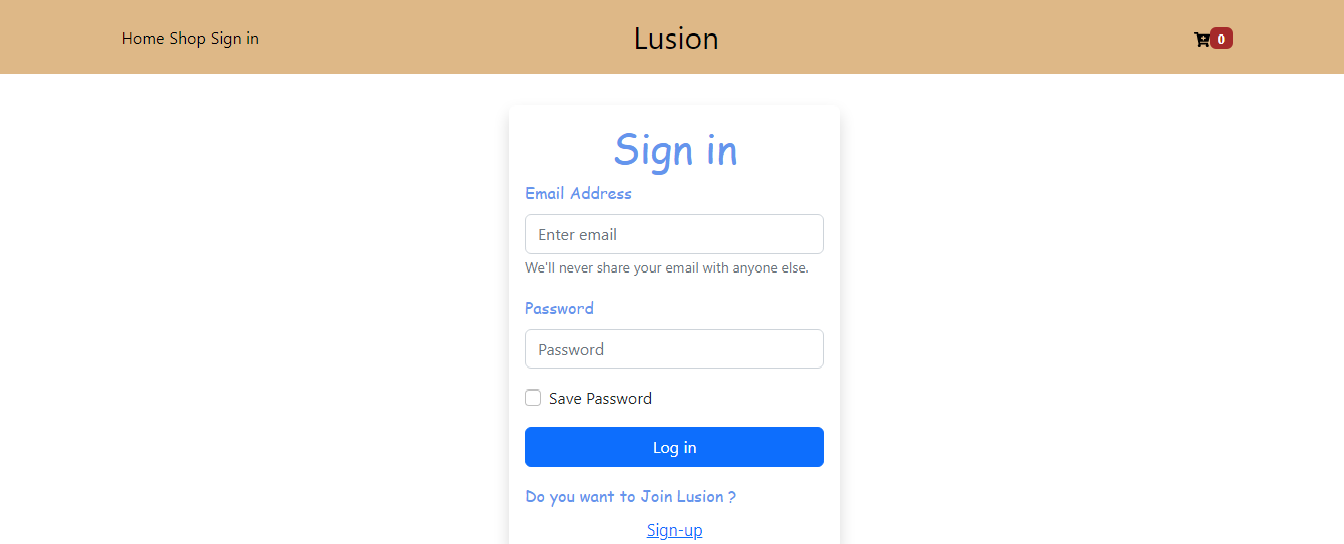 Home Shop Sign in
Lusion
0
Sign in
Email Address
Enter email
We'll never share your email with anyone else.
Password
Password
Save Password
Log in
Do you want to Join Lusion ?
Sign-up